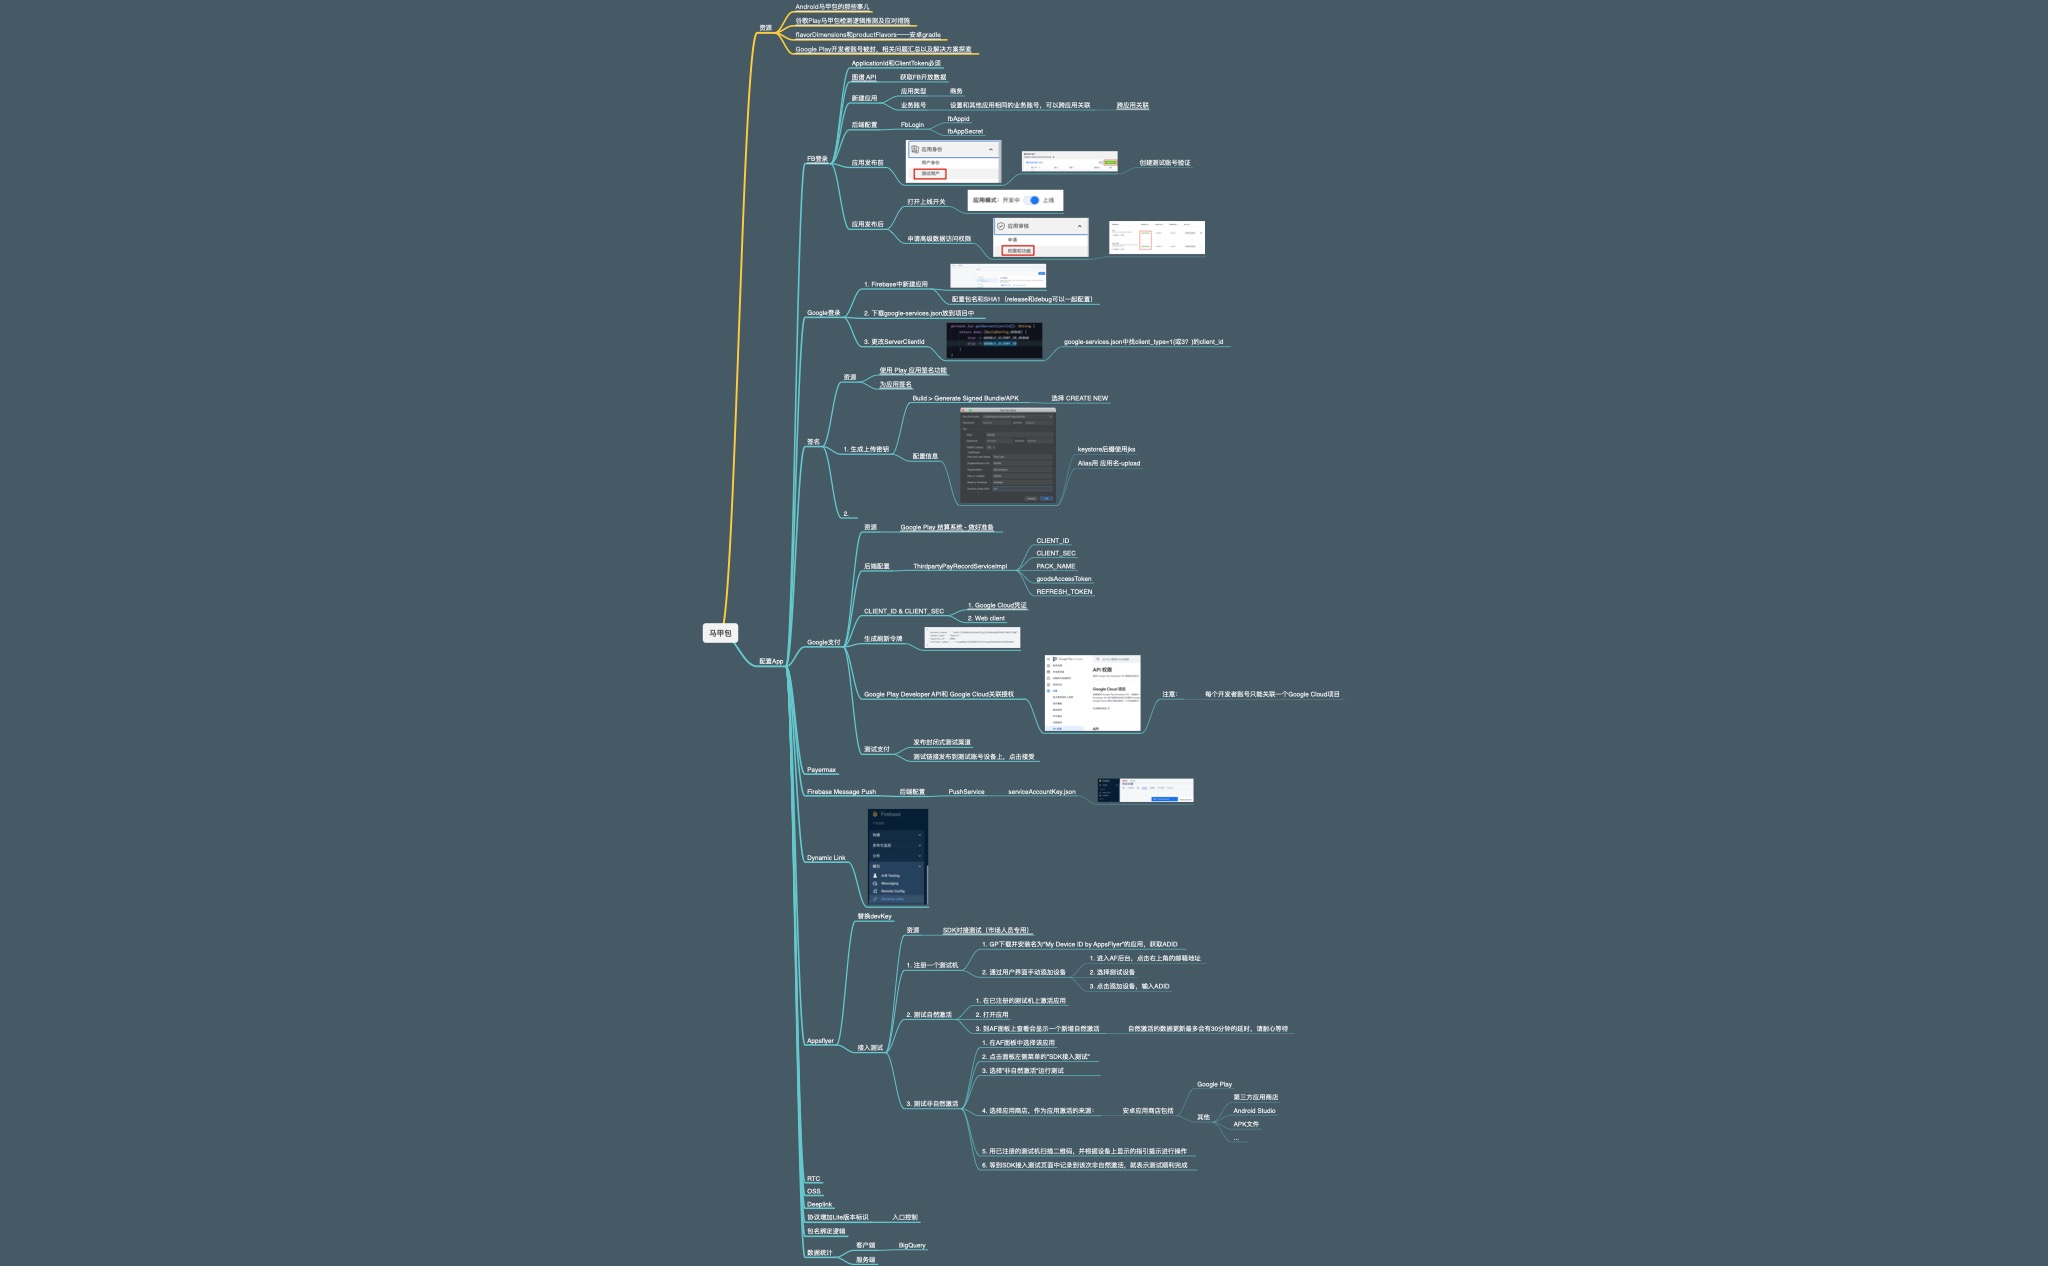 资源
Android马甲包的那些事儿
谷歌Play马甲包检测逻辑推测及应对措施
flavorDImensions和productFlavors——安卓gradle
Google Play开发者账号被封，相关问题汇总以及解决方案探索
马甲包
配置App
FB登录
ApplicationId和ClientToken必须
图谱 API 获取FB开放数据
新建应用
应用类型 商务
业务账号 设置和其他应用相同的业务账号，可以跨应用关联 跨应用关联
后端配置 FbLogin
fbAppid
fbAppSecret
应用发布前
应用身份
用户身份
测试用户
创建测试账号验证
应用发布后
打开上线开关
应用模式：开发中 上线
申请高级数据访问权限
应用审核
申请
权限和功能
Google登录
1. Firebase中新建应用
配置包名和SHA1（release和debug可以一起配置）
2. 下载google-services.json放到项目中
3. 更改ServerClientId
google-services.json中找client_type=1(或3？)的client_id
签名
资源
使用 Play 应用签名功能
为应用签名
1. 生成上传密钥
Build > Generate Signed Bundle/APK 选择 CREATE NEW
配置信息
keystore后缀使用jks
Alias用 应用名-upload
2.
Google支付
资源 Google Play 结算系统 - 做好准备
后端配置 ThirdpartyPayRecordServiceImpl
CLIENT_ID
CLIENT_SEC
PACK_NAME
goodsAccessToken
REFRESH_TOKEN
CLIENT_ID & CLIENT_SEC
1. Google Cloud凭证
2. Web client
生成刷新令牌
Google Play Developer API和 Google Cloud关联授权
Google Play Console
API 权限
Google Cloud 项目
API
注意： 每个开发者账号只能关联一个Google Cloud项目
测试支付
发布封闭式测试渠道
测试链接发布到测试账号设备上，点击接受
Payermax
Firebase Message Push 后端配置 PushService serviceAccountKey.json
Dynamic Link
Firebase
构建
发布与监控
分析
A/B Testing
Messaging
Remote Config
Dynamic Links
Appsflyer
替换devKey
接入测试
资源 SDK对接测试（市场人员专用）
1. 注册一个测试机
1. GP下载并安装名为"My Device ID by AppsFlyer"的应用，获取ADID
2. 通过用户界面手动添加设备
1. 进入AF后台，点击右上角的邮箱地址
2. 选择测试设备
3. 点击添加设备，输入ADID
2. 测试自然激活
1. 在已注册的测试机上激活应用
2. 打开应用
3. 到AF面板上查看会显示一个新增自然激活 自然激活的数据更新最多会有30分钟的延时，请耐心等待
3. 测试非自然激活
1. 在AF面板中选择该应用
2. 点击面板左侧菜单的"SDK接入测试"
3. 选择"非自然激活"运行测试
4. 选择应用商店，作为应用激活的来源： 安卓应用商店包括
Google Play
其他
第三方应用商店
Android Studio
APK文件
...
5. 用已注册的测试机扫描二维码，并根据设备上显示的指引提示进行操作
6. 等到SDK接入测试页面中记录到该次非自然激活，就表示测试顺利完成
RTC
OSS
Deeplink
协议增加Lite版本标识 入口控制
包名绑定逻辑
数据统计
客户端 BigQuery
服务端